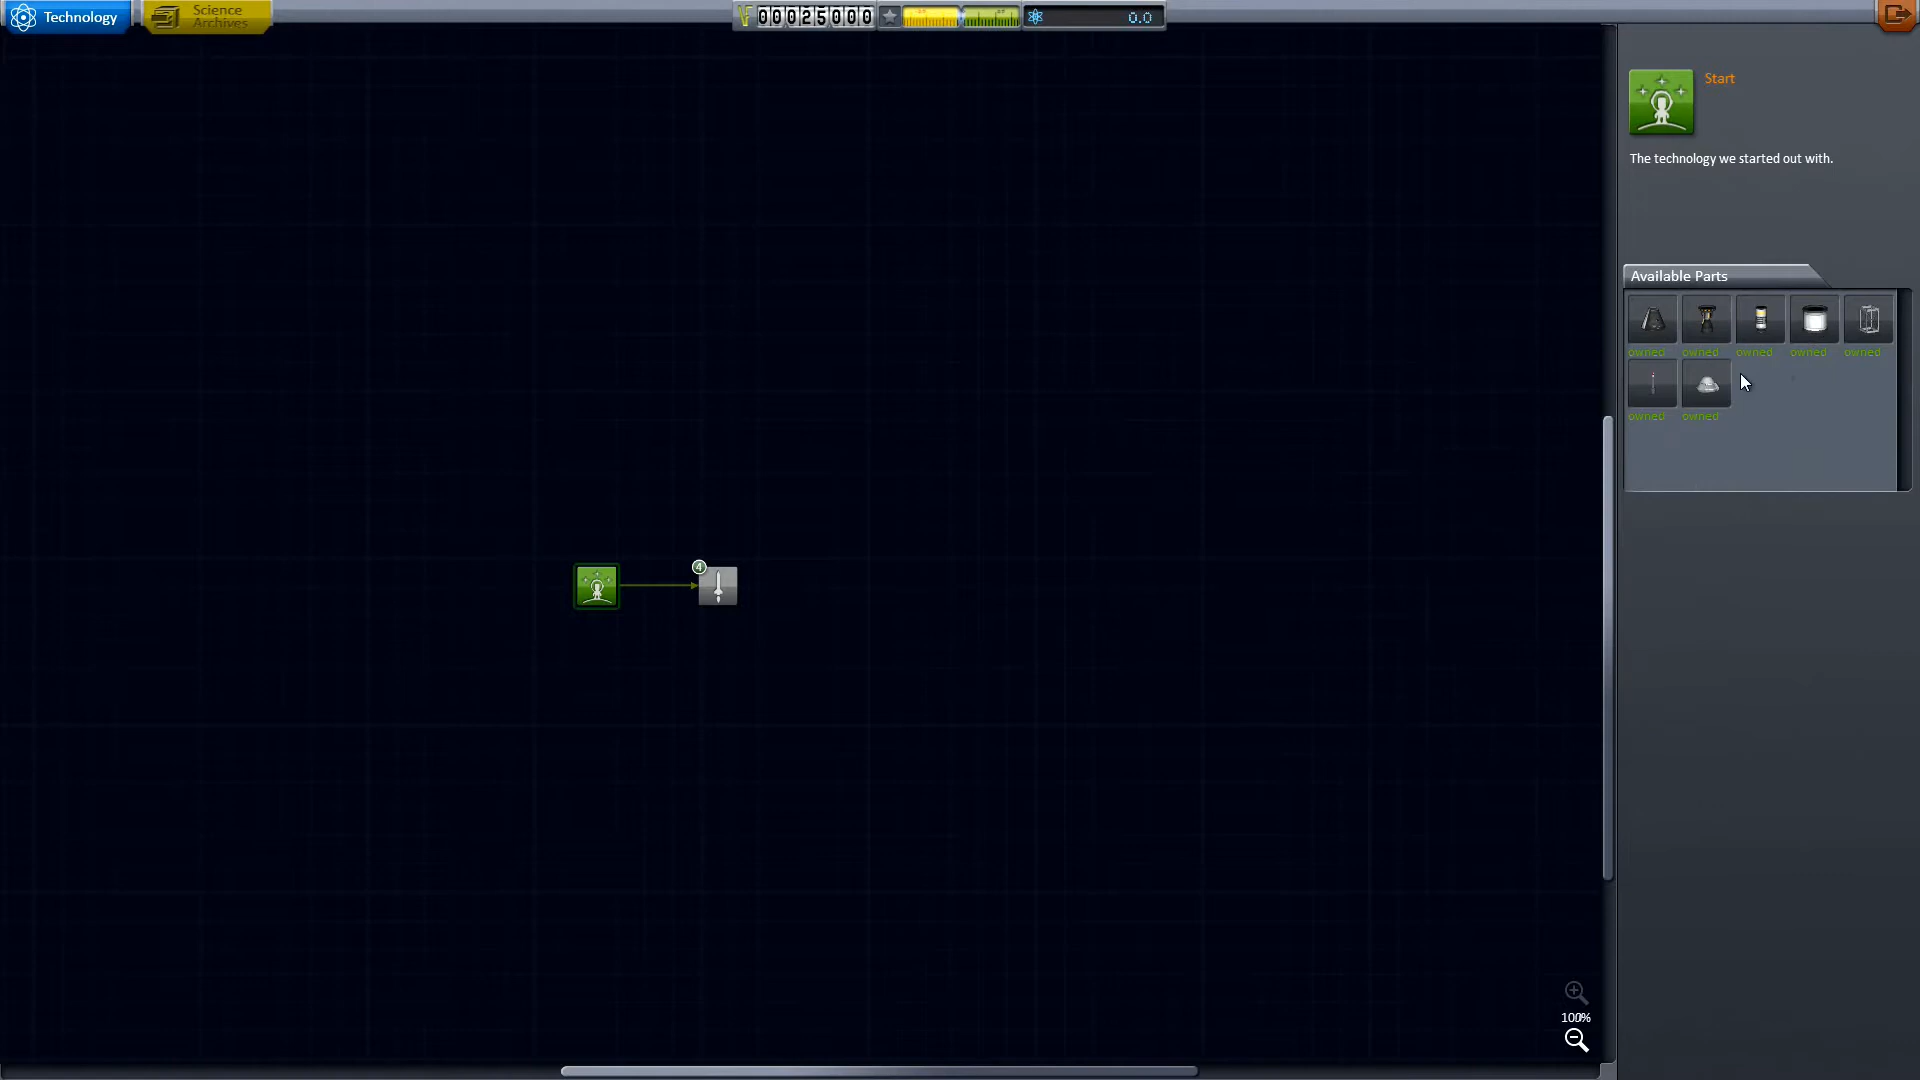 Technology
Science
Archives
00025000
0.0
Start
The technology we started out with.
Available Parts
owned owned owned owned owned
owned owned
4
100%